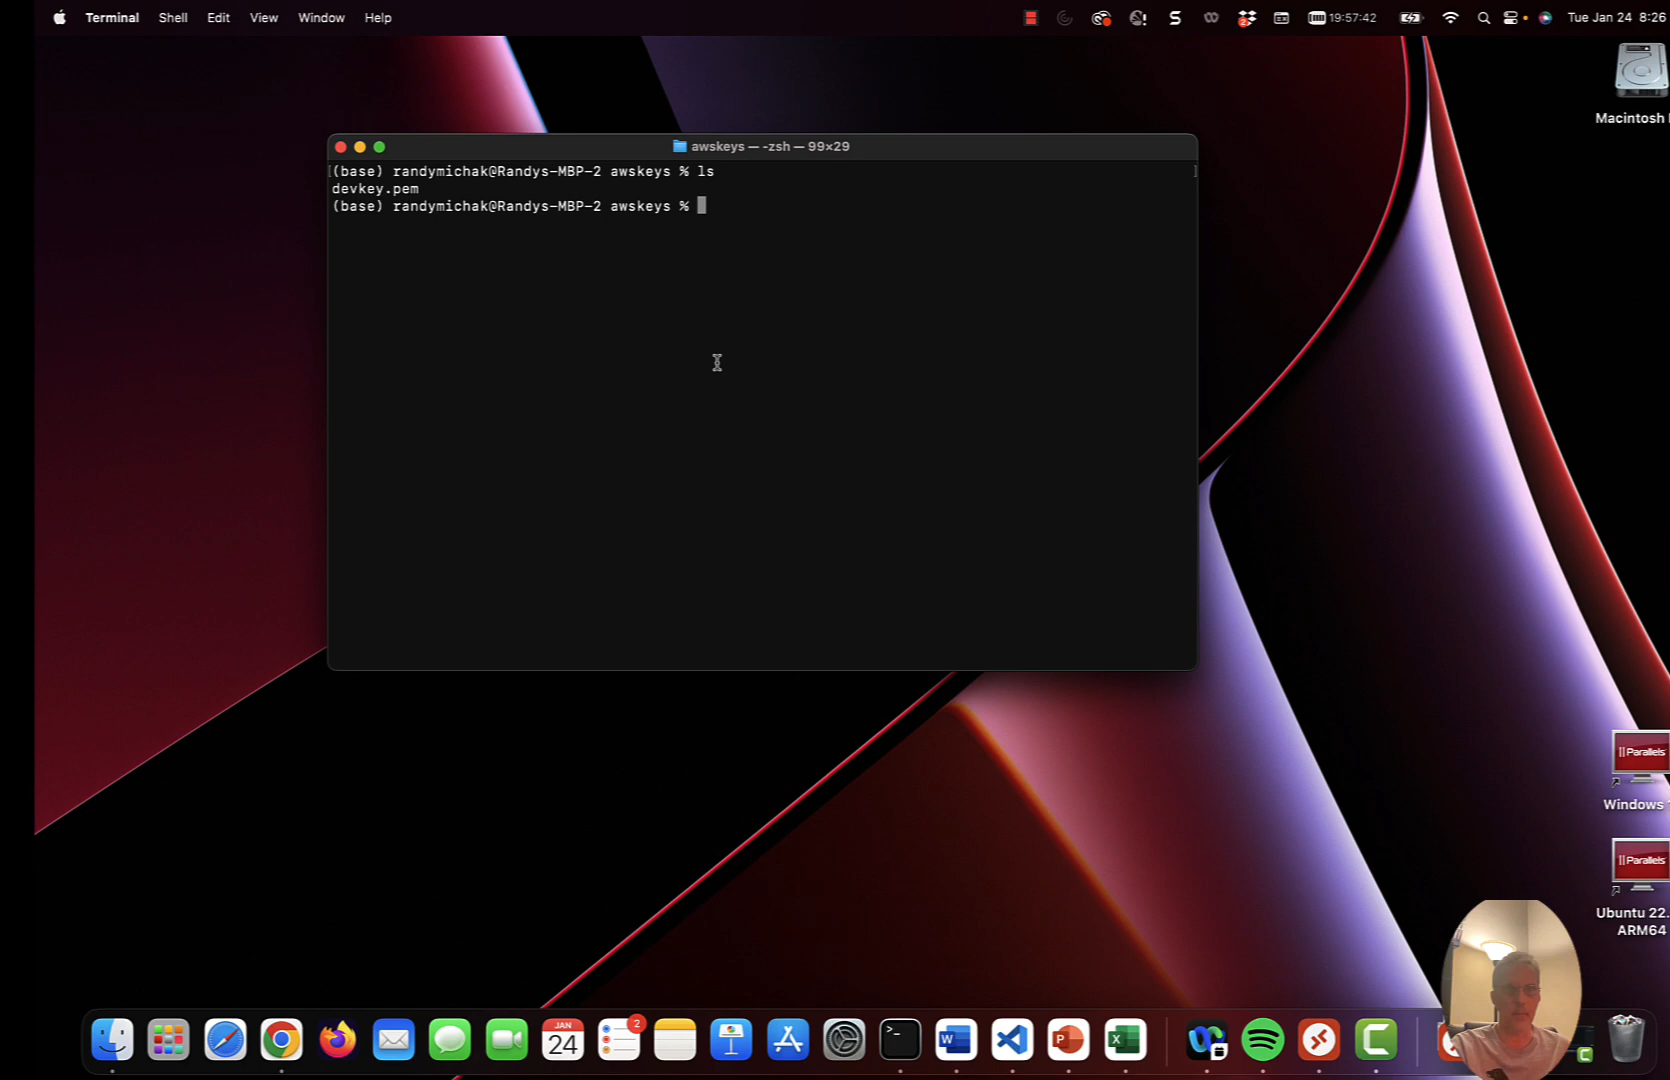 Terminal Shell Edit View Window Help
19:57:42
Tue Jan 24 8:26
Macintosh
awskeys — -zsh — 99×29
(base) randymichak@Randys-MBP-2 awskeys % ls
devkey.pem
(base) randymichak@Randys-MBP-2 awskeys %
Parallels
Windows
Parallels
Ubuntu 22.
ARM64
JAN
24
2
>_
W
P
X